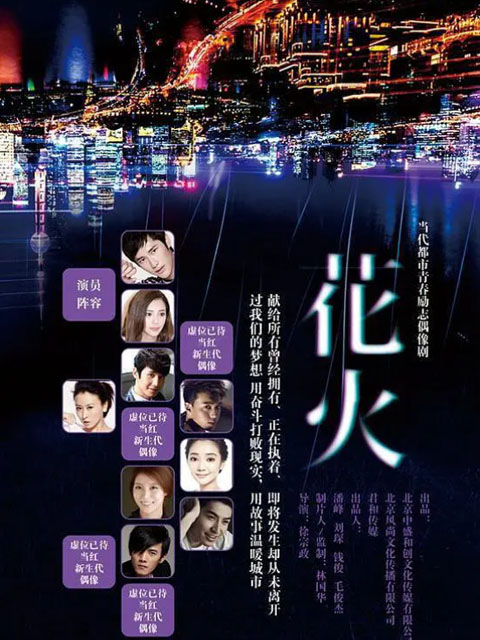 花火
当代都市青春励志偶像剧
献给所有曾经拥有、正在执着、即将发生却从未离开
过我们的梦想 用奋斗打败现实、用故事温暖城市
出品：
北京中盛和创文化传媒有限公司
北京凤尚文化传播有限公司
君和传媒
出品人：
潘峰 刘琛 钱俊 毛俊杰
制片人/监制：林国华
导演：徐宗政
演员
阵容
虚位已待
当红
新生代
偶像
虚位已待
当红
新生代
偶像
虚位已待
当红
新生代
偶像
虚位已待
当红
新生代
偶像